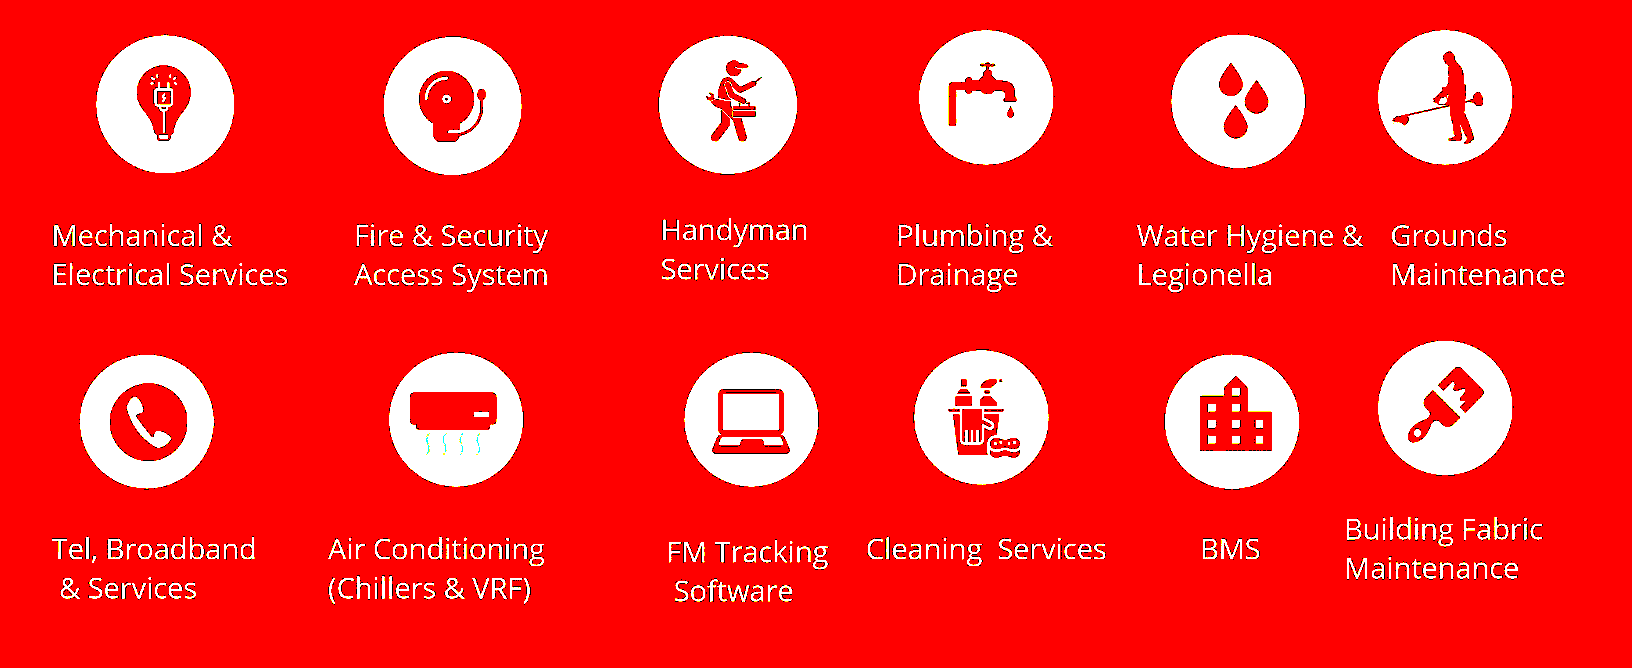 Mechanical &
Electrical Services
Fire & Security
Access System
Handyman
Services
Plumbing &
Drainage
Water Hygiene &
Legionella
Grounds
Maintenance
Tel, Broadband
& Services
Air Conditioning
(Chillers & VRF)
FM Tracking
Software
Cleaning Services
BMS
Building Fabric
Maintenance